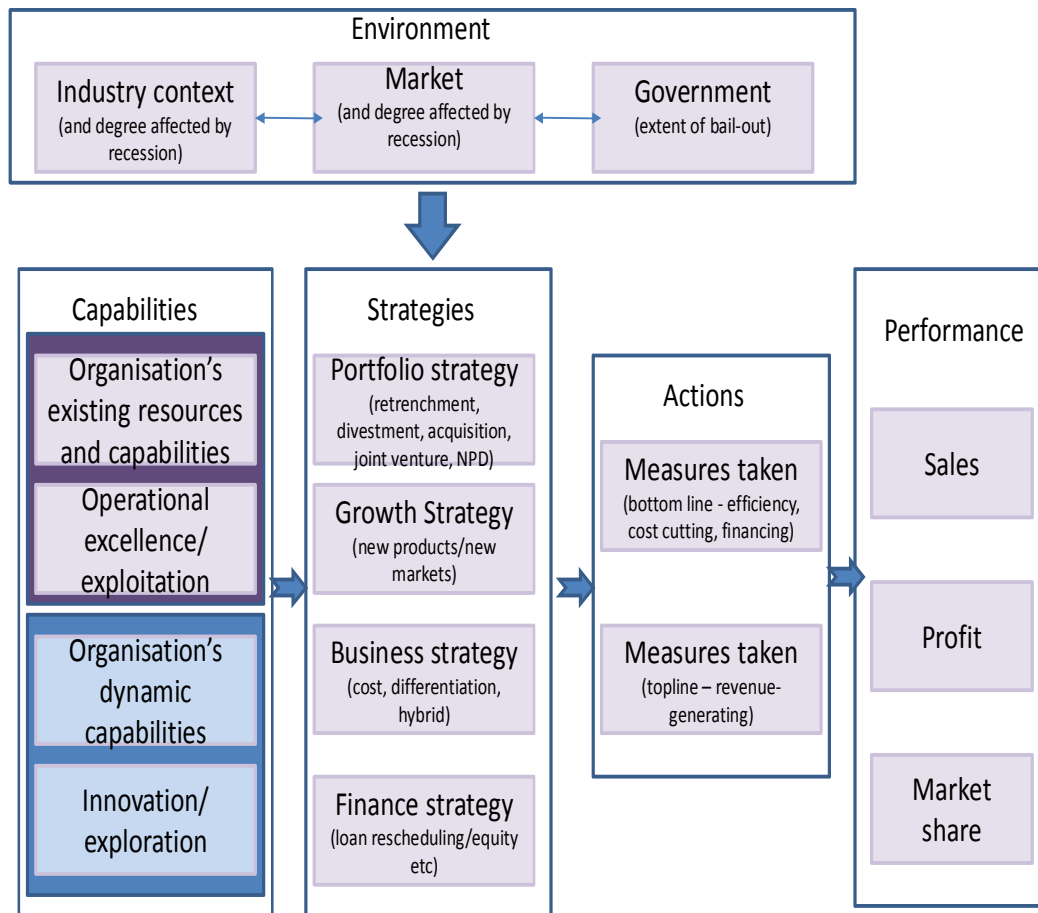 Environment
Industry context
(and degree affected by
recession)
Market
(and degree affected by
recession)
Government
(extent of bail-out)
Capabilities
Organisation’s
existing resources
and capabilities
Operational
excellence/
exploitation
Organisation’s
dynamic
capabilities
Innovation/
exploration
Strategies
Portfolio strategy
(retrenchment,
divestment, acquisition,
joint venture, NPD)
Growth Strategy
(new products/new
markets)
Business strategy
(cost, differentiation,
hybrid)
Finance strategy
(loan rescheduling/equity
etc)
Actions
Measures taken
(bottom line - efficiency,
cost cutting, financing)
Measures taken
(topline – revenue-
generating)
Performance
Sales
Profit
Market
share